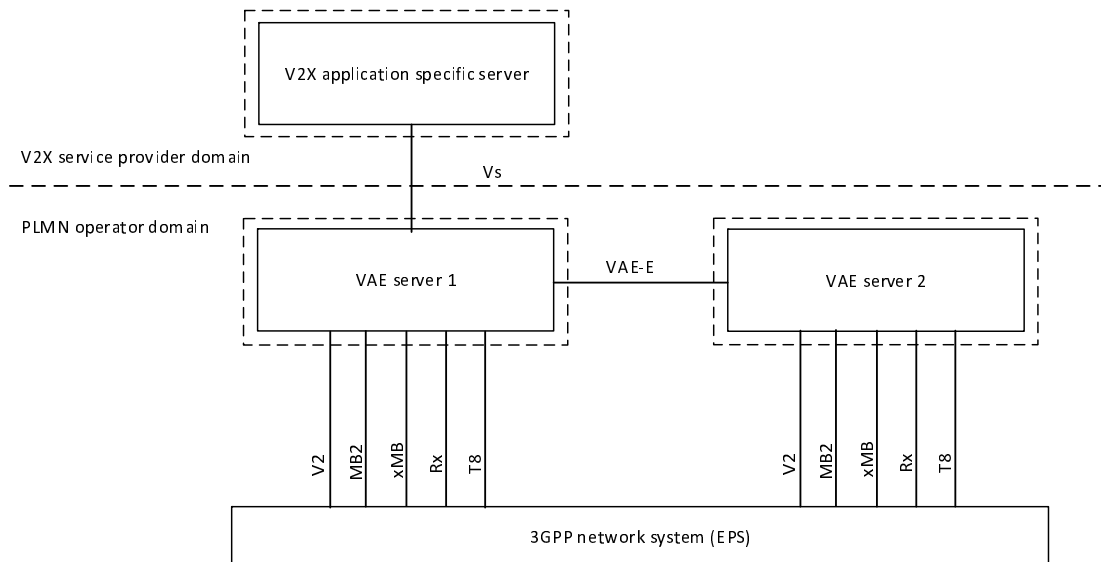 V2X application specific server
V2X service provider domain
Vs
PLMN operator domain
VAE server 1
VAE-E
VAE server 2
V2
MB2
xMB
Rx
T8
V2
MB2
xMB
Rx
T8
3GPP network system (EPS)